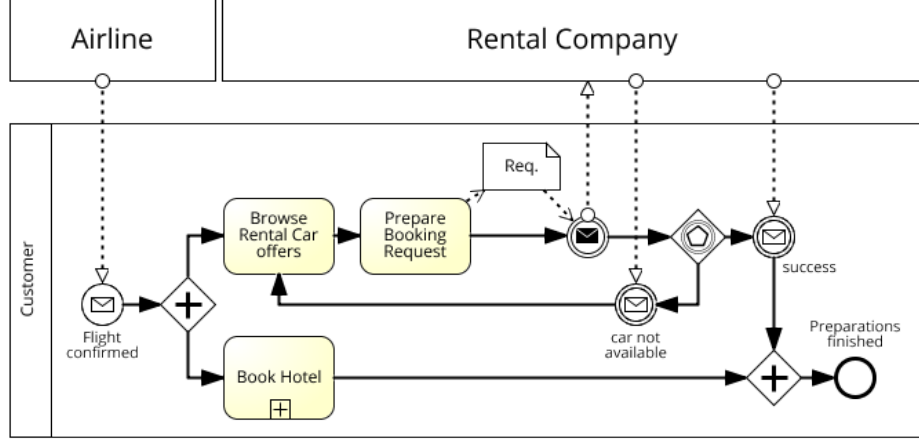 Airline
Rental Company
Req.
Browse
Rental Car
offers
Prepare
Booking
Request
Customer
success
Flight
confirmed
car not
available
Preparations
finished
Book Hotel